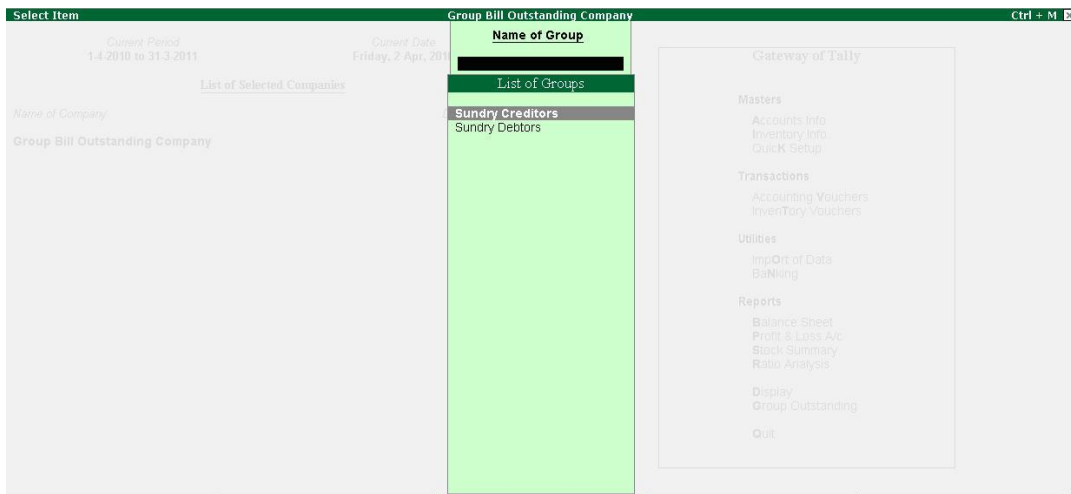 Select Item
Group Bill Outstanding Company
Ctrl + M
Current Period
1-4-2010 to 31-3-2011
Current Date
Friday, 2 Apr,
List of Selected Companies
Name of Company
Group Bill Outstanding Company
Name of Group
List of Groups
Sundry Creditors
Sundry Debtors
Gateway of Tally
Masters
Accounts Info
Inventory Info
QuicK Setup
Transactions
Accounting Vouchers
InvenTory Vouchers
Utilities
ImpOrt of Data
BaNking
Reports
Balance Sheet
Profit & Loss A/c
Stock Summary
Ratio Analysis
Display
Group Outstanding
Quit